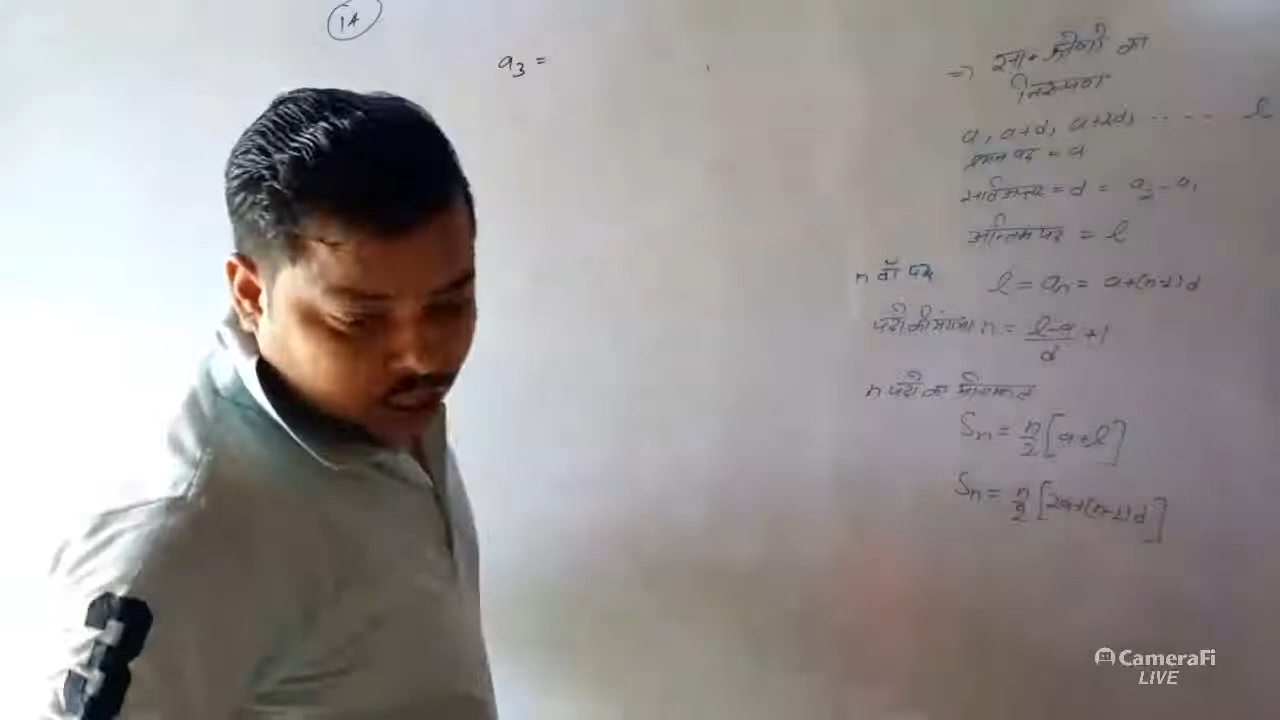 14
a₃ =
=> समा॰ श्रेणी का
निरूपण
a, a+d, a+2d, ..... l
प्रथम पद = a
सार्वअन्तर = d = a₂ - a₁
अन्तिम पद = l
n वाँ पद l = aₙ = a+(n-1)d
पदों की संख्या n = (l-a)/d + 1
n पदों का योगफल
Sₙ = n/2 [a+l]
Sₙ = n/2 [2a+(n-1)d]
CameraFi
LIVE